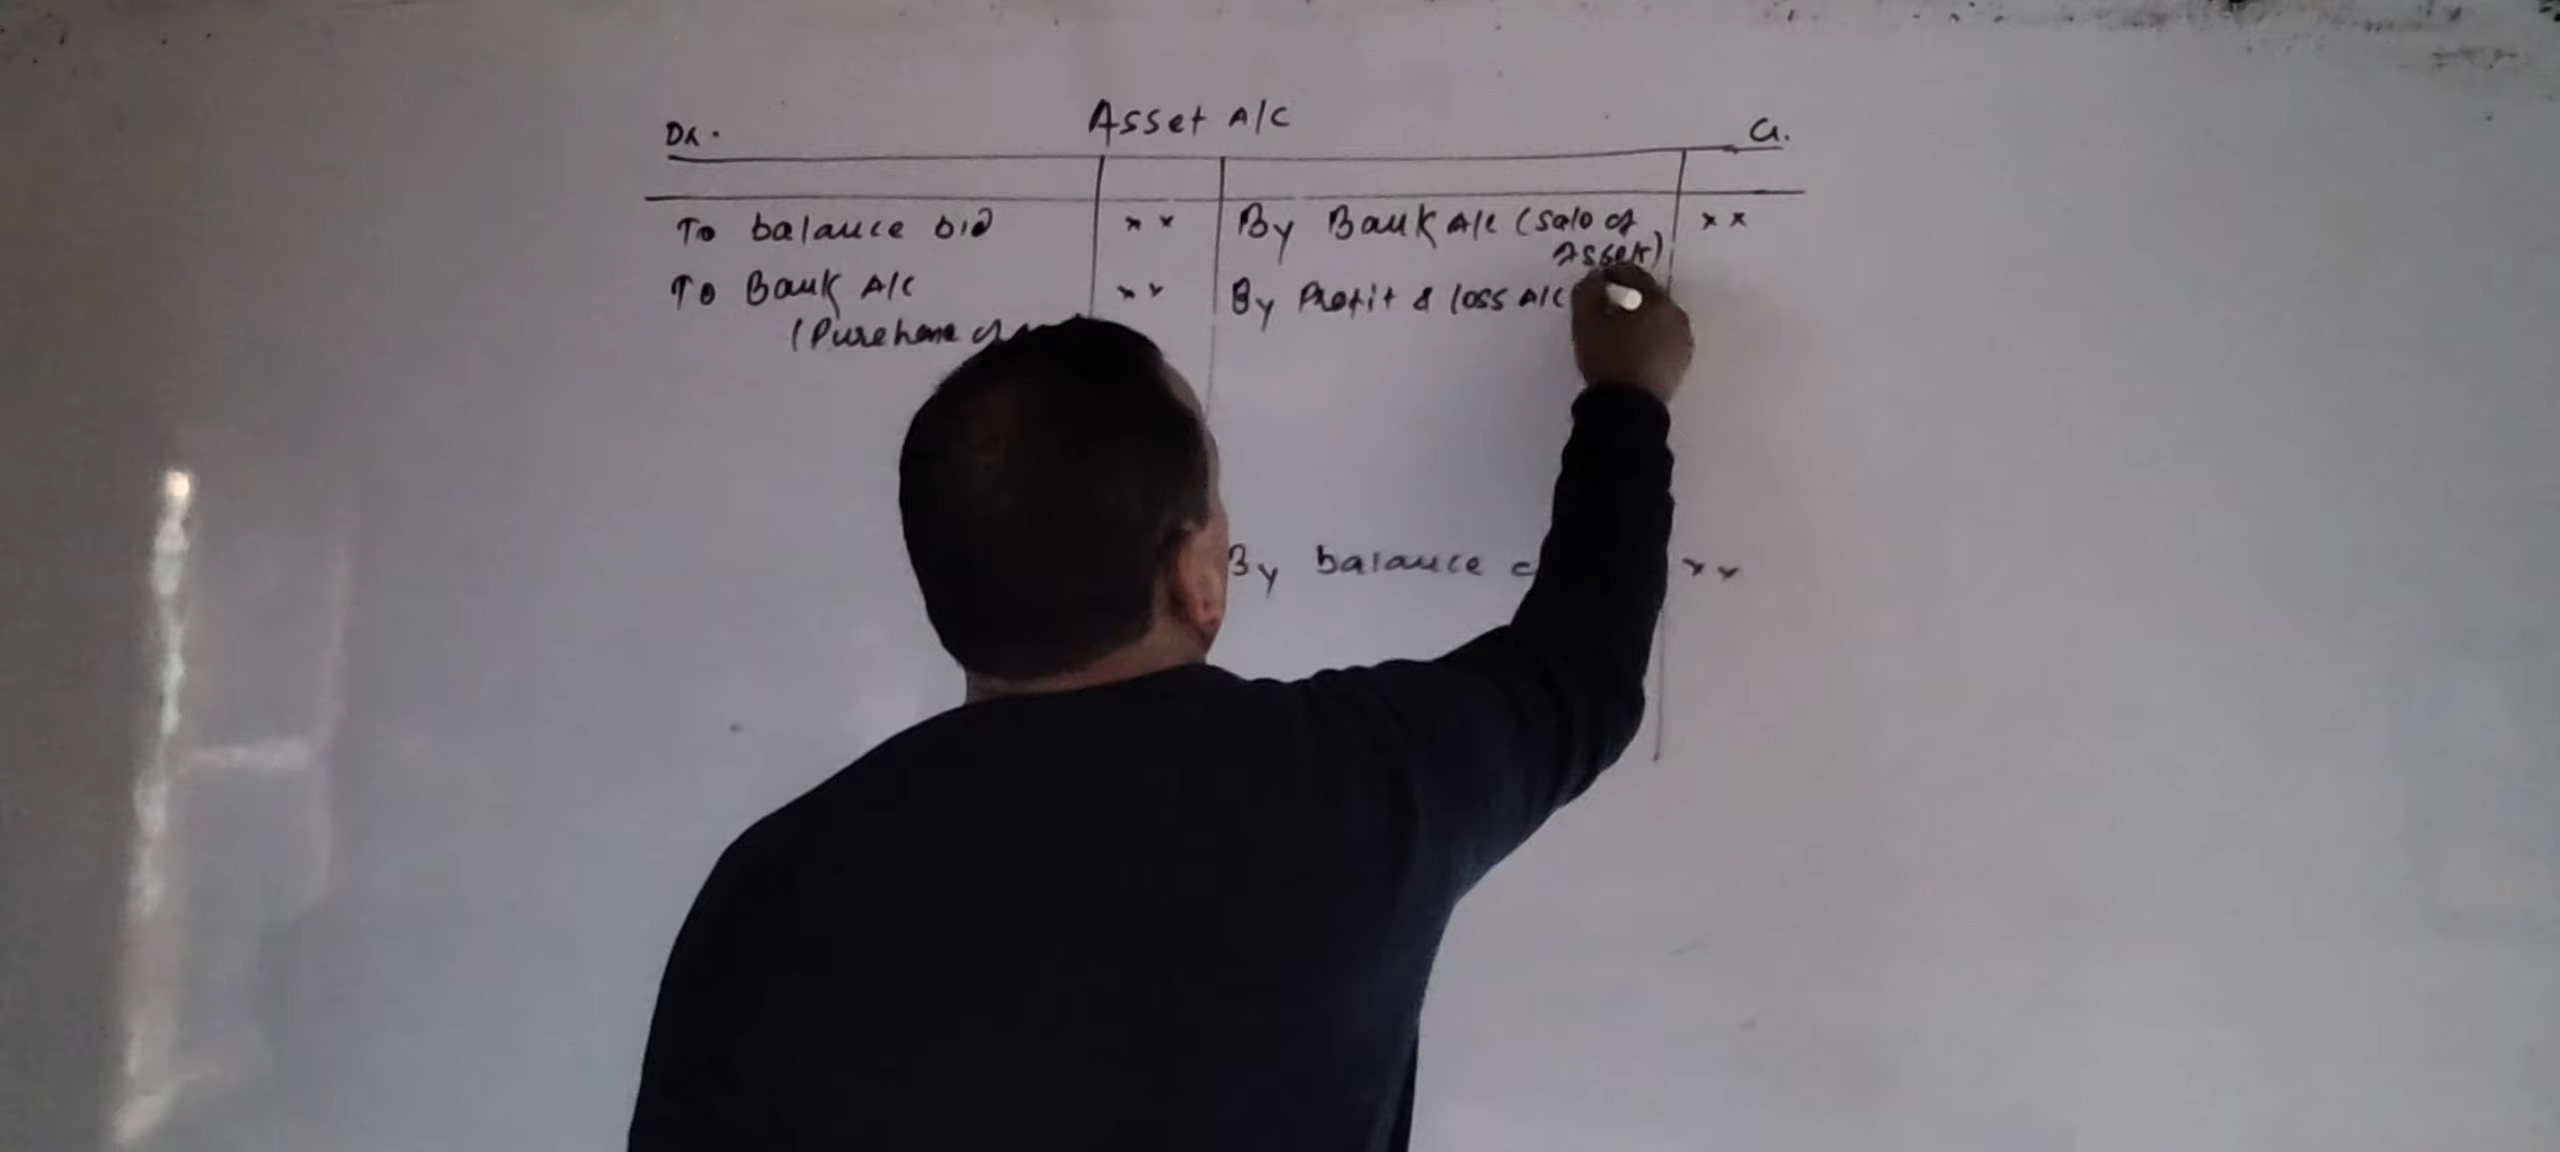 Asset A/C
Dr. Cr.
To balance b/d x x By Bank A/c (Sale of x x
Asset)
To Bank A/C x x By Profit & loss A/C
(Purchase of
By balance x x